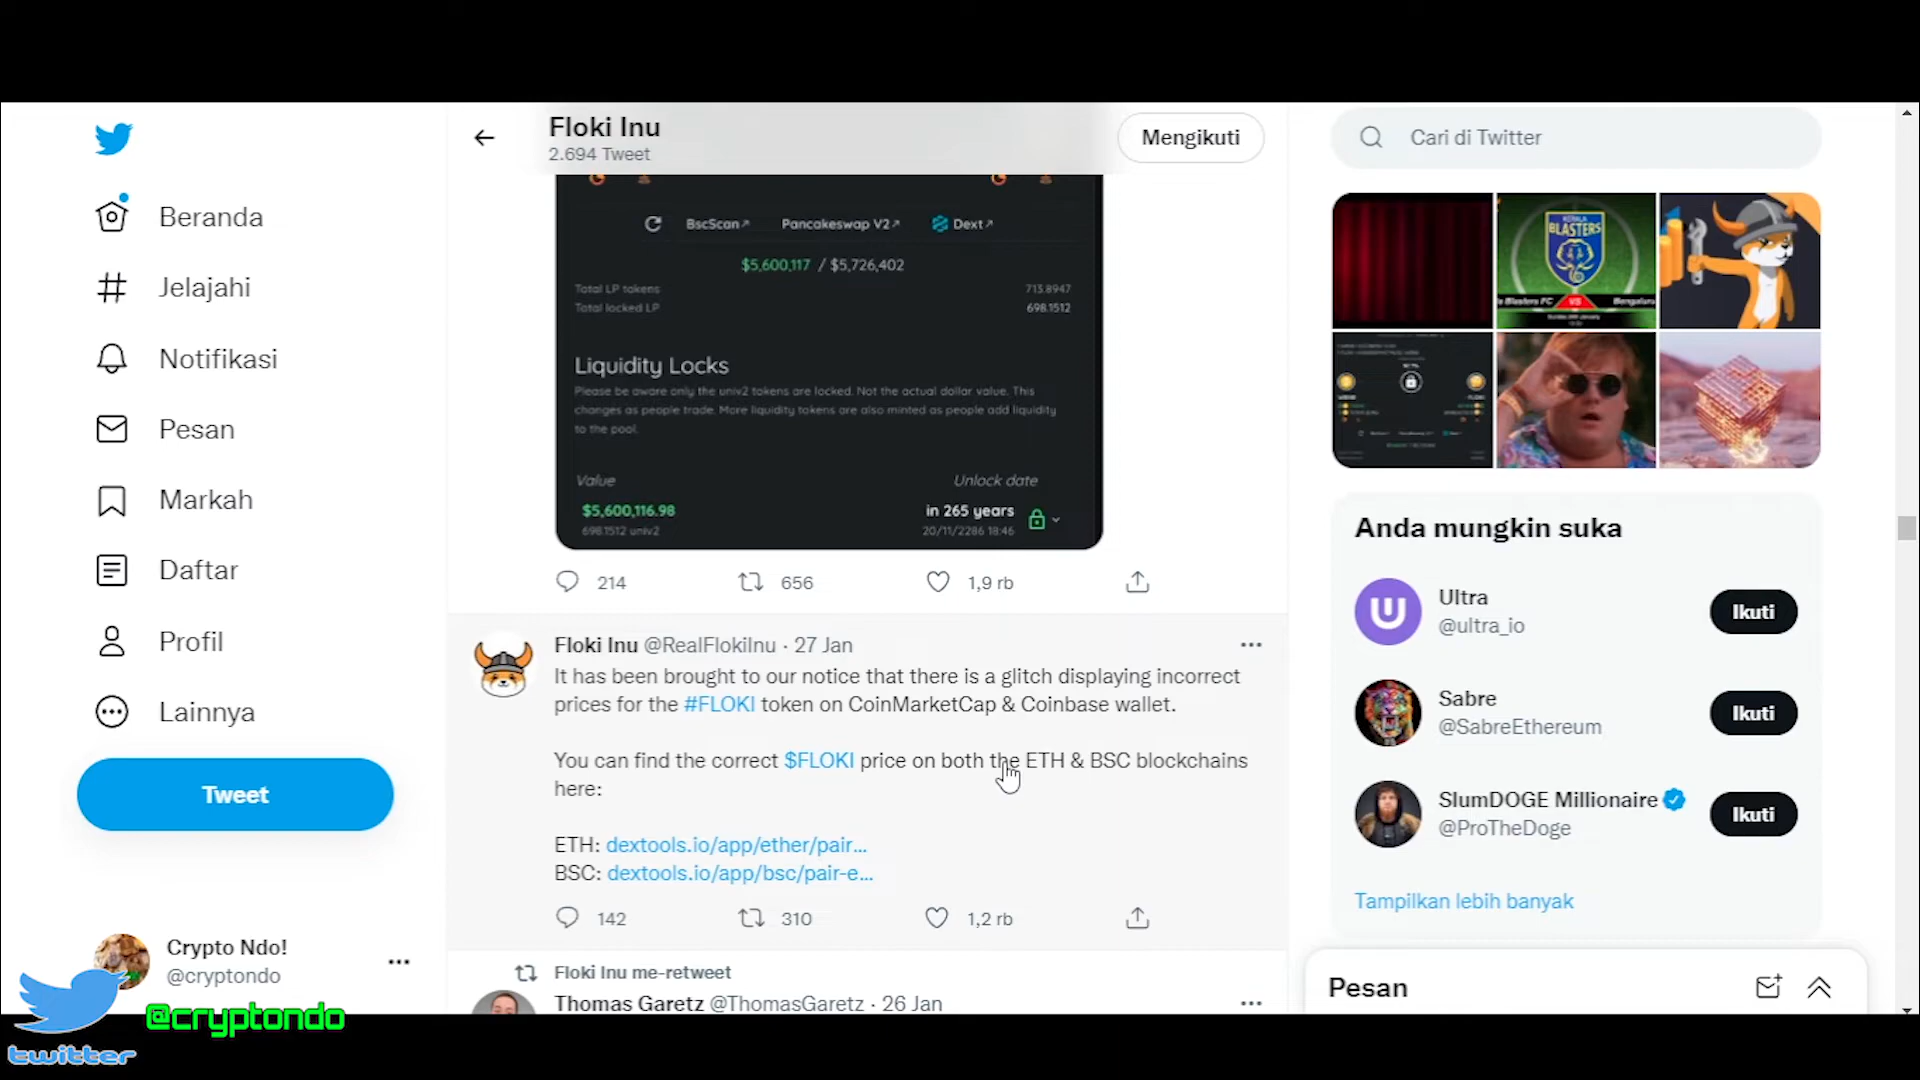 Floki Inu
2.694 Tweet
Mengikuti
Cari di Twitter
Beranda
Jelajahi
Notifikasi
Pesan
Markah
Daftar
Profil
Lainnya
Tweet
Crypto Ndo!
@cryptondo
@cryptondo
twitter
BscScan
Pancakeswap V2
Dext
$5,600,117 / $5,726,402
Total LP tokens 713.8947
Total locked LP 698.1512
Liquidity Locks
Please be aware only the univ2 tokens are locked. Not the actual dollar value. This
changes as people trade. More liquidity tokens are also minted as people add liquidity
to the pool.
Value Unlock date
$5,600,116.98 in 265 years
698.1512 univ2 20/11/2286 18:46
214 656 1,9 rb
Floki Inu @RealFlokiInu · 27 Jan
It has been brought to our notice that there is a glitch displaying incorrect
prices for the #FLOKI token on CoinMarketCap & Coinbase wallet.
You can find the correct $FLOKI price on both the ETH & BSC blockchains
here:
ETH: dextools.io/app/ether/pair...
BSC: dextools.io/app/bsc/pair-e...
142 310 1,2 rb
Floki Inu me-retweet
Thomas Garetz @ThomasGaretz · 26 Jan
KERALA
BLASTERS
VS
Anda mungkin suka
Ultra
@ultra_io
Ikuti
Sabre
@SabreEthereum
Ikuti
SlumDOGE Millionaire
@ProTheDoge
Ikuti
Tampilkan lebih banyak
Pesan